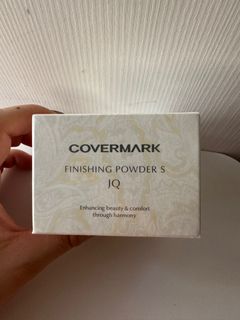 COVERMARK
FINISHING POWDER S
JQ
Enhancing beauty & comfort
through harmony